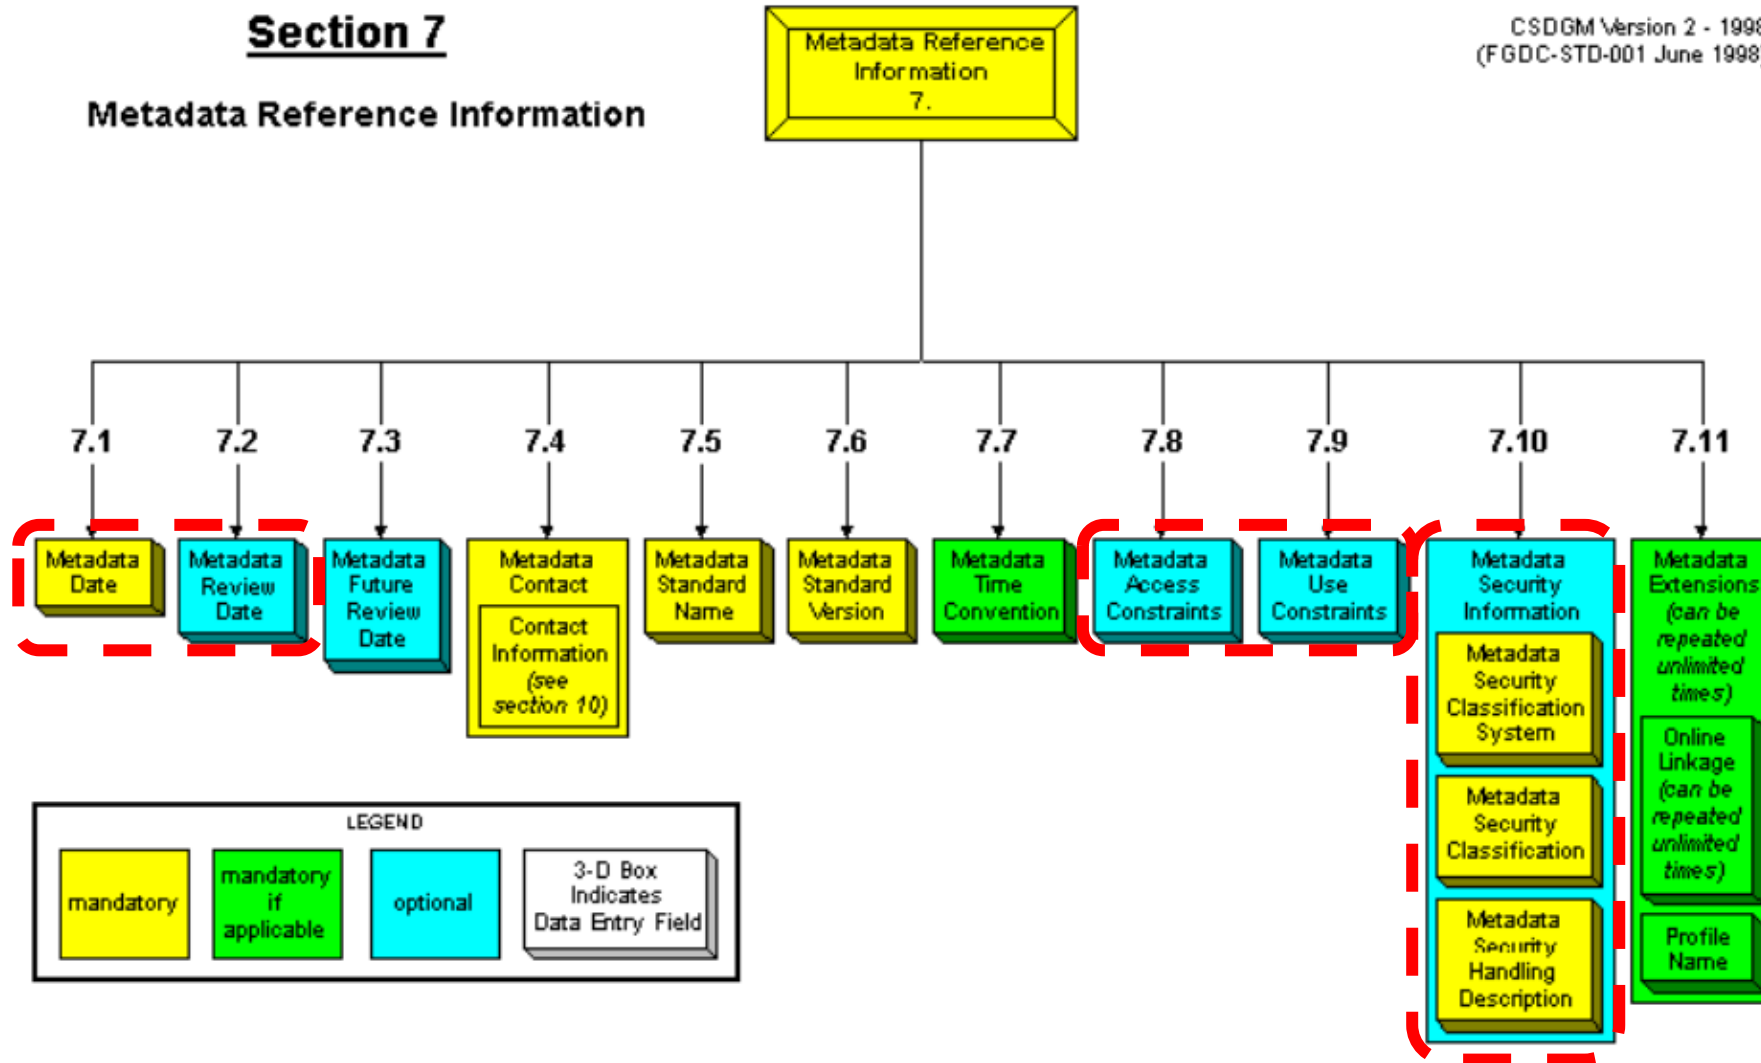 Section 7
Metadata Reference Information
Metadata Reference
Information
7.
CSDGM Version 2 - 1998
(FGDC-STD-001 June 1998)
7.1
7.2
7.3
7.4
7.5
7.6
7.7
7.8
7.9
7.10
7.11
Metadata
Date
Metadata
Review
Date
Metadata
Future
Review
Date
Metadata
Contact
Contact
Information
(see
section 10)
Metadata
Standard
Name
Metadata
Standard
Version
Metadata
Time
Convention
Metadata
Access
Constraints
Metadata
Use
Constraints
Metadata
Security
Information
Metadata
Security
Classification
System
Metadata
Security
Classification
Metadata
Security
Handling
Description
Metadata
Extensions
(can be
repeated
unlimited
times)
Online
Linkage
(can be
repeated
unlimited
times)
Profile
Name
LEGEND
mandatory
mandatory
if
applicable
optional
3-D Box
Indicates
Data Entry Field